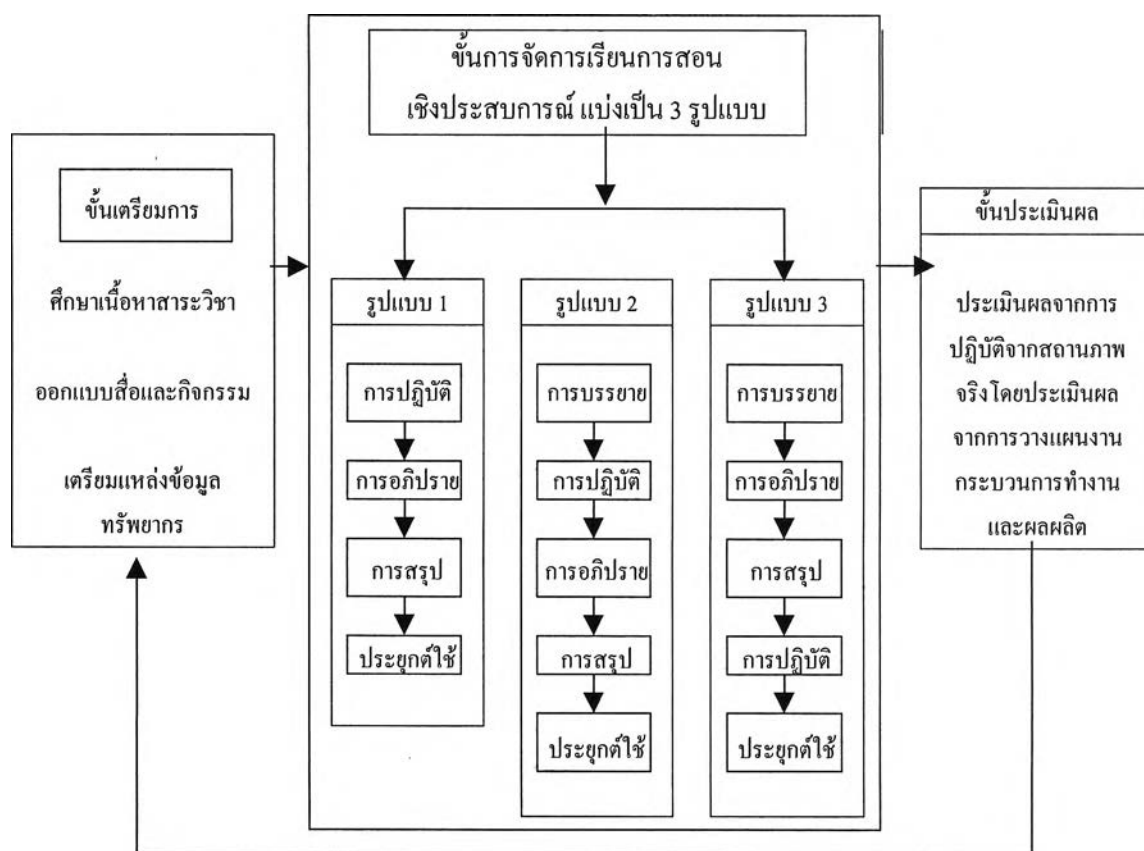 ขั้นการจัดการเรียนการสอน
เชิงประสบการณ์ แบ่งเป็น 3 รูปแบบ
ขั้นเตรียมการ
ศึกษาเนื้อหาสาระวิชา
ออกแบบสื่อและกิจกรรม
เตรียมแหล่งข้อมูล
ทรัพยากร
รูปแบบ 1
การปฏิบัติ
การอภิปราย
การสรุป
ประยุกต์ใช้
รูปแบบ 2
การบรรยาย
การปฏิบัติ
การอภิปราย
การสรุป
ประยุกต์ใช้
รูปแบบ 3
การบรรยาย
การอภิปราย
การสรุป
การปฏิบัติ
ประยุกต์ใช้
ขั้นประเมินผล
ประเมินผลจากการ
ปฏิบัติจากสถานภาพ
จริงโดยประเมินผล
จากการวางแผนงาน
กระบวนการทำงาน
และผลผลิต